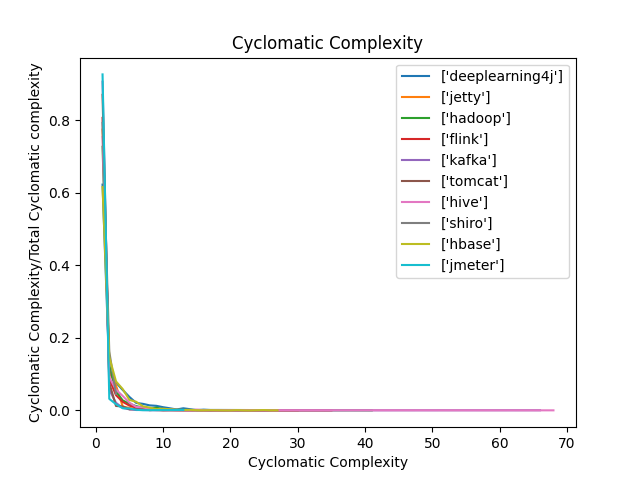 Cyclomatic Complexity
Cyclomatic Complexity/Total Cyclomatic complexity
0.8
0.6
0.4
0.2
0.0
['deeplearning4j']
['jetty']
['hadoop']
['flink']
['kafka']
['tomcat']
['hive']
['shiro']
['hbase']
['jmeter']
0 10 20 30 40 50 60 70
Cyclomatic Complexity